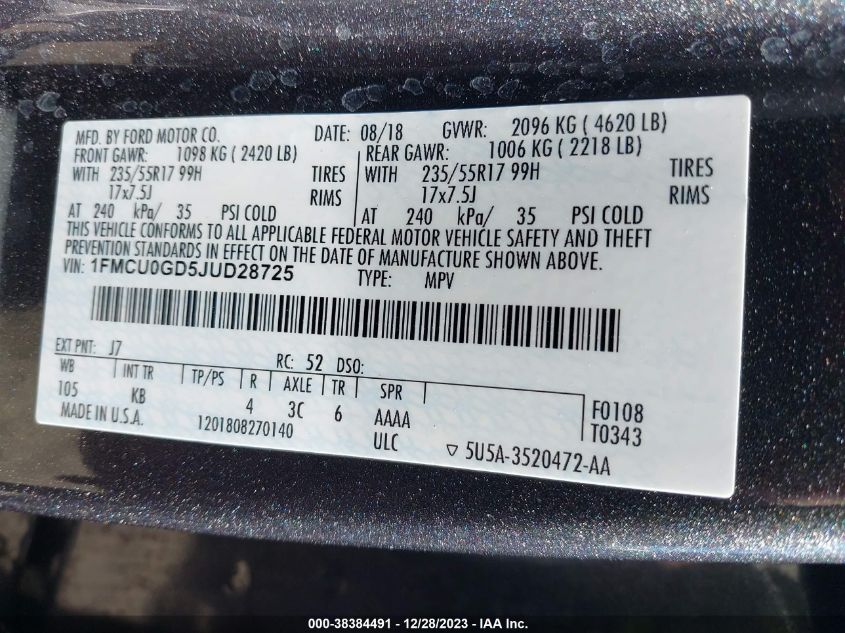 MFD. BY FORD MOTOR CO. DATE: 08/18 GVWR: 2096 KG ( 4620 LB)
FRONT GAWR: 1098 KG ( 2420 LB) REAR GAWR: 1006 KG ( 2218 LB)
WITH 235/55R17 99H TIRES WITH 235/55R17 99H TIRES
17x7.5J RIMS 17x7.5J RIMS
AT 240 kPa/ 35 PSI COLD AT 240 kPa/ 35 PSI COLD
THIS VEHICLE CONFORMS TO ALL APPLICABLE FEDERAL MOTOR VEHICLE SAFETY AND THEFT
PREVENTION STANDARDS IN EFFECT ON THE DATE OF MANUFACTURE SHOWN ABOVE.
VIN: 1FMCU0GD5JUD28725 TYPE: MPV
EXT PNT: J7 RC: 52 DSO:
WB INT TR TP/PS R AXLE TR SPR
105 KB 4 3C 6 AAAA F0108
MADE IN U.S.A. 1201808270140 ULC T0343
▽ 5U5A-3520472-AA
000-38384491 - 12/28/2023 - IAA Inc.